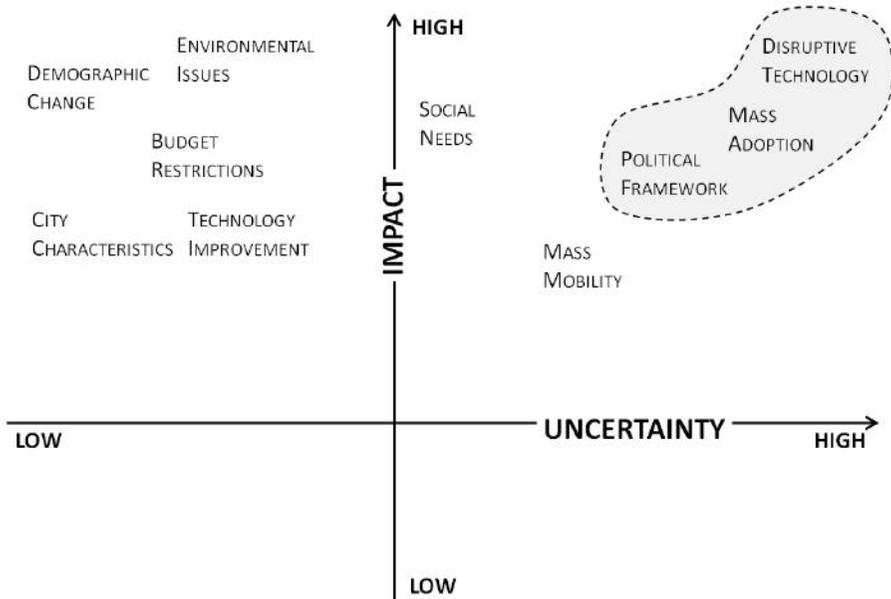 HIGH
ENVIRONMENTAL
ISSUES
DEMOGRAPHIC
CHANGE
DISRUPTIVE
TECHNOLOGY
SOCIAL
NEEDS
MASS
ADOPTION
BUDGET
RESTRICTIONS
POLITICAL
FRAMEWORK
IMPACT
CITY
CHARACTERISTICS
TECHNOLOGY
IMPROVEMENT
MASS
MOBILITY
LOW
UNCERTAINTY
HIGH
LOW